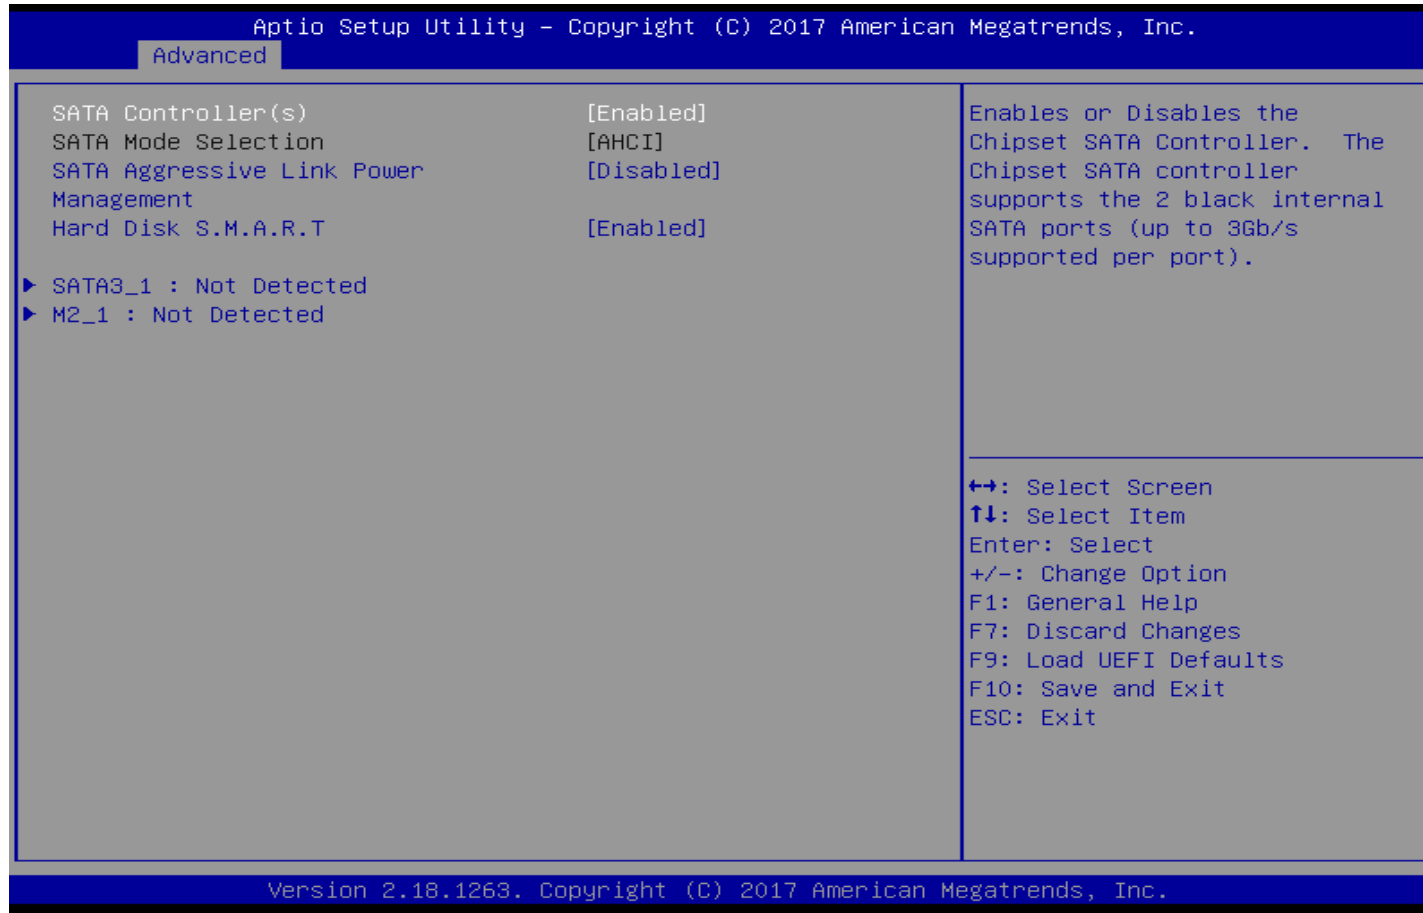 Aptio Setup Utility – Copyright (C) 2017 American Megatrends, Inc.
Advanced
SATA Controller(s) [Enabled]
SATA Mode Selection [AHCI]
SATA Aggressive Link Power [Disabled]
Management
Hard Disk S.M.A.R.T [Enabled]
SATA3_1 : Not Detected
M2_1 : Not Detected
Enables or Disables the
Chipset SATA Controller. The
Chipset SATA controller
supports the 2 black internal
SATA ports (up to 3Gb/s
supported per port).
↔: Select Screen
↑↓: Select Item
Enter: Select
+/-: Change Option
F1: General Help
F7: Discard Changes
F9: Load UEFI Defaults
F10: Save and Exit
ESC: Exit
Version 2.18.1263. Copyright (C) 2017 American Megatrends, Inc.